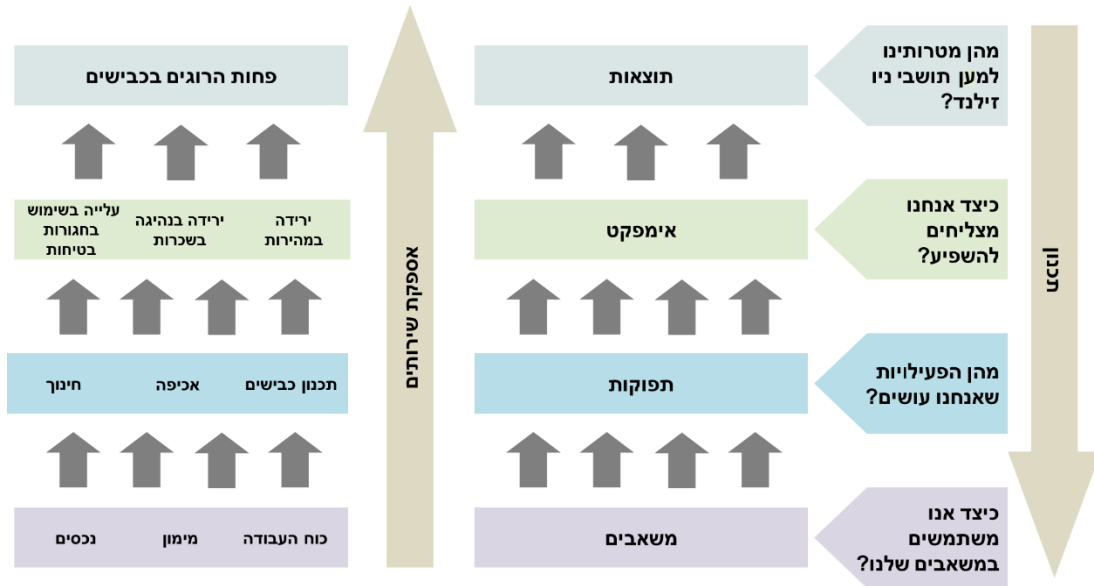 מהן מטרותינו
למען תושבי ניו
זילנד?
תוצאות
פחות הרוגים בכבישים
כיצד אנחנו
מצליחים
להשפיע?
אימפקט
ירידה
במהירות
ירידה בנהיגה
בשכרות
עלייה בשימוש
בחגורות
בטיחות
תכנון
אספקת שירותים
מהן הפעילויות
שאנחנו עושים?
תפוקות
תכנון כבישים
אכיפה
חינוך
כיצד אנו
משתמשים
במשאבים שלנו?
משאבים
כוח העבודה
מימון
נכסים